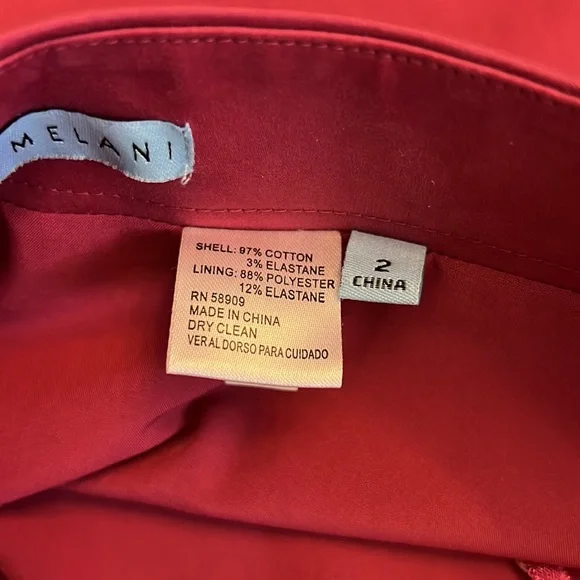 MELANI
SHELL: 97% COTTON
3% ELASTANE
LINING: 88% POLYESTER
12% ELASTANE
RN 58909
MADE IN CHINA
DRY CLEAN
VER AL DORSO PARA CUIDADO
2
CHINA